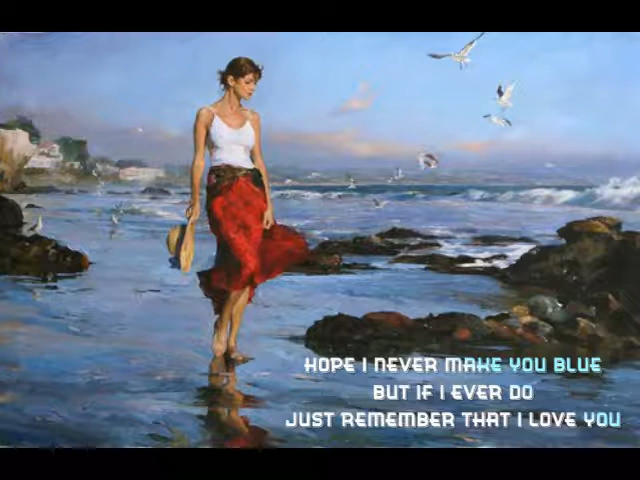 HOPE I NEVER MAKE YOU BLUE
BUT IF I EVER DO
JUST REMEMBER THAT I LOVE YOU